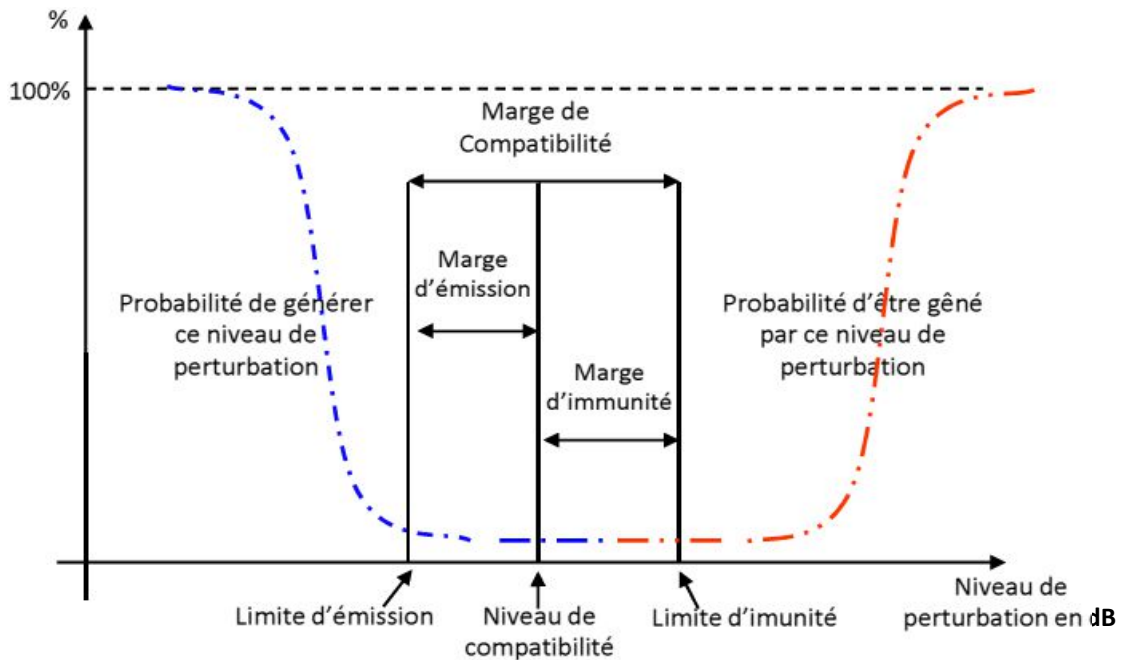 %
100%
Marge de
Compatibilité
Marge
d'émission
Probabilité de générer
ce niveau de
perturbation
Probabilité d'être gêné
par ce niveau de
perturbation
Marge
d'immunité
Limite d'émission
Niveau de
compatibilité
Limite d'imunité
Niveau de
perturbation en dB